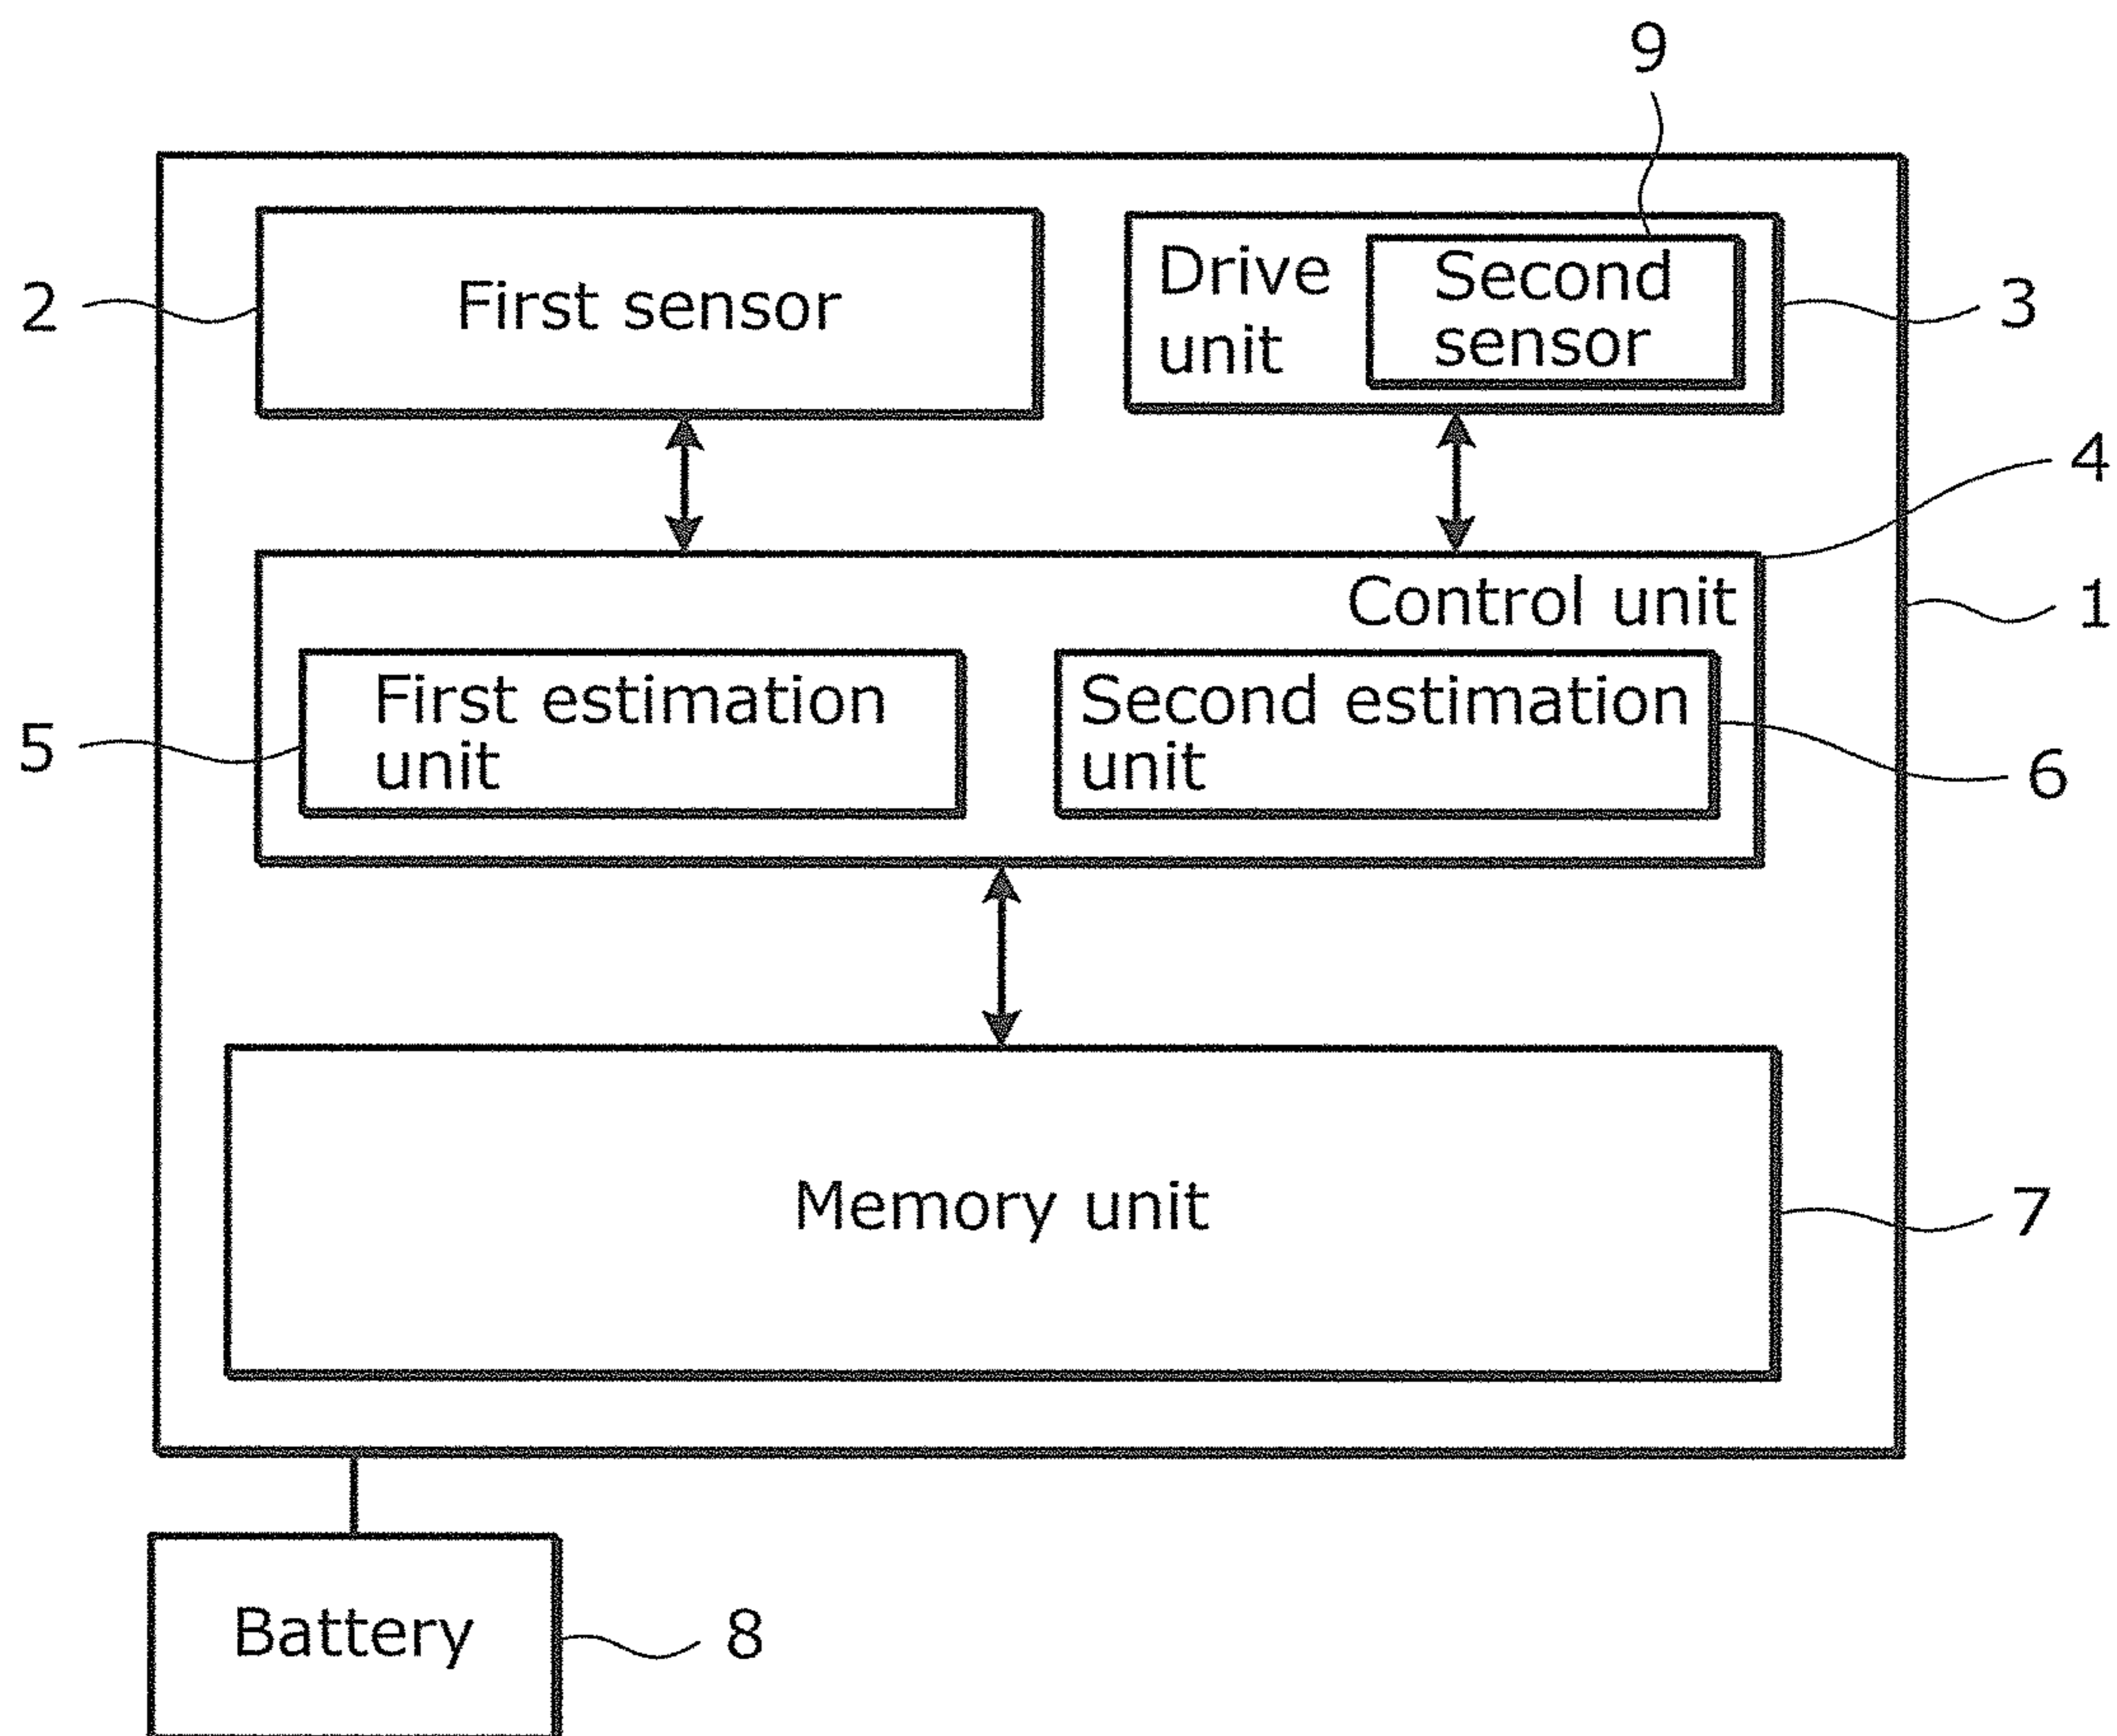 9
2
First sensor
Drive
unit
Second
sensor
3
4
Control unit
1
First estimation
unit
Second estimation
unit
5
6
Memory unit
7
Battery
8